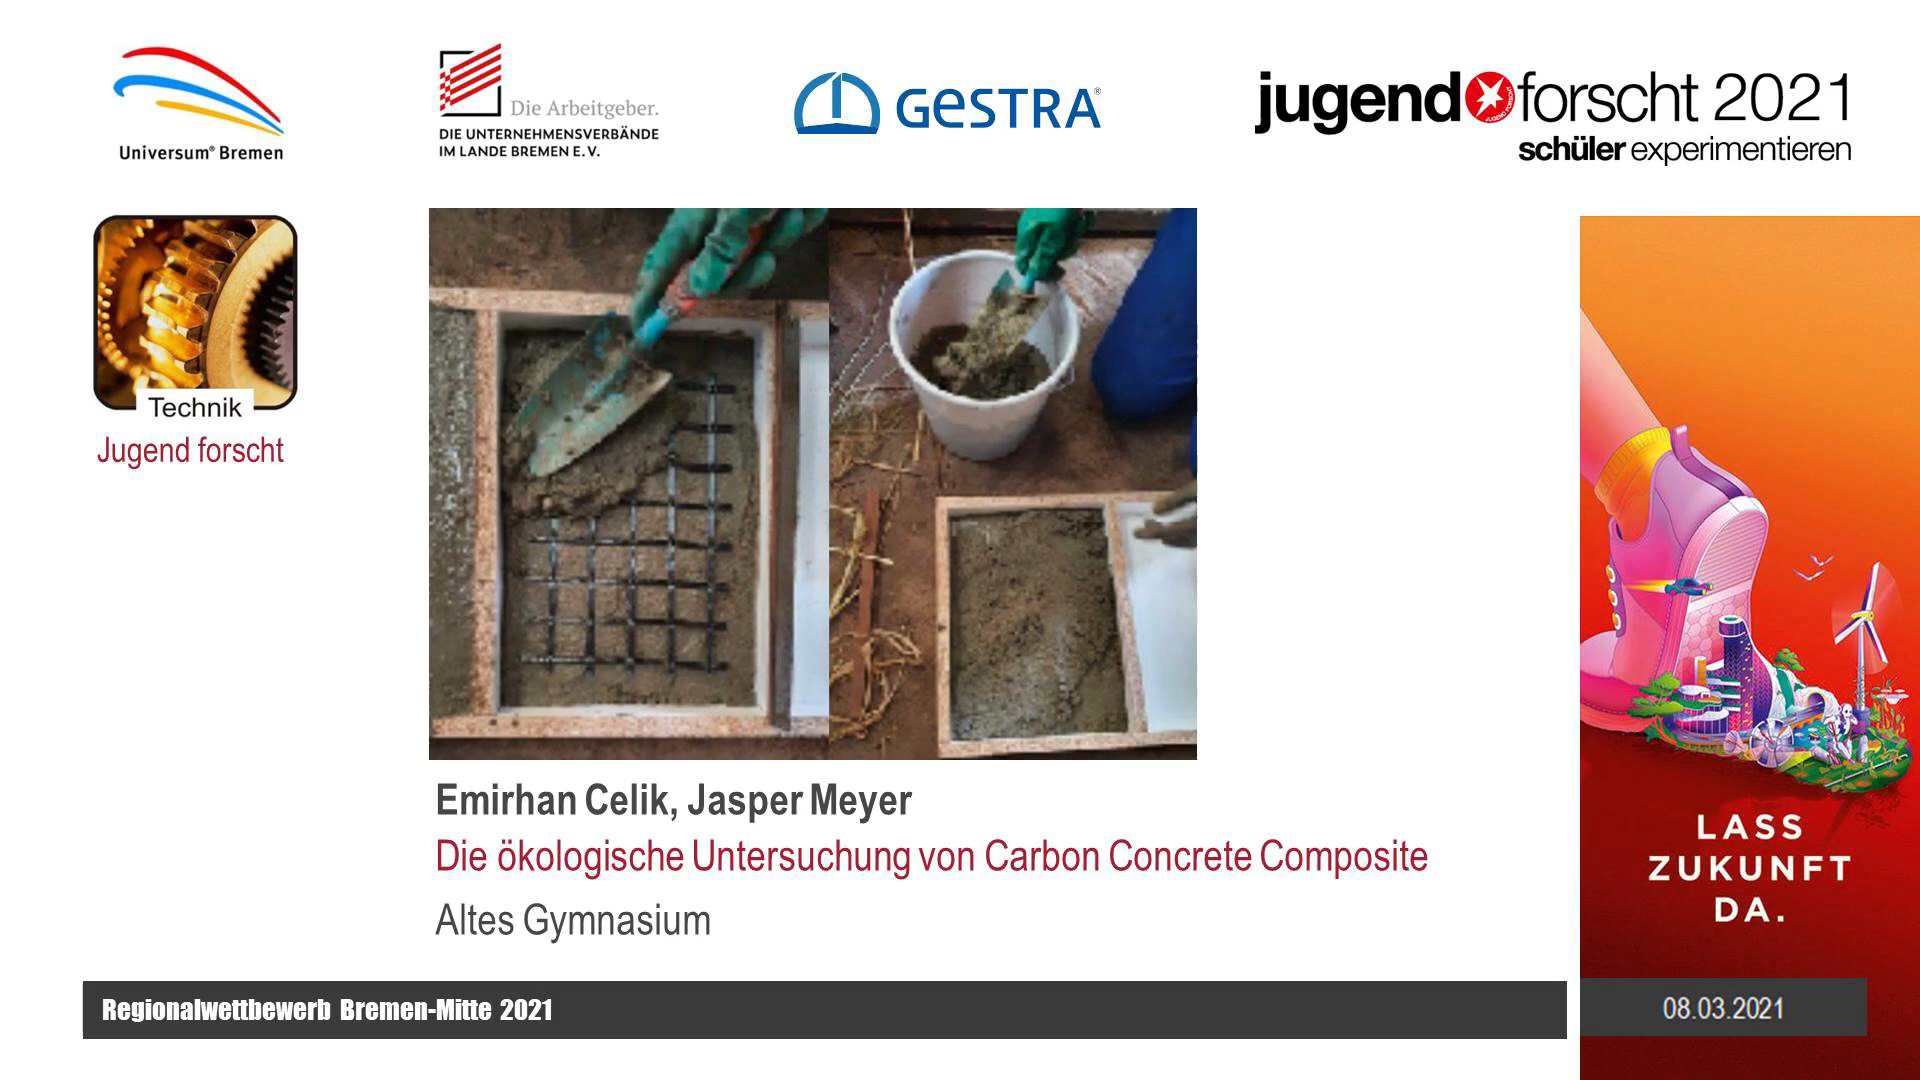 Universum® Bremen
Die Arbeitgeber.
DIE UNTERNEHMENSVERBÄNDE
IM LANDE BREMEN E.V.
GESTRA®
jugend forscht 2021
schüler experimentieren
Technik
Jugend forscht
Emirhan Celik, Jasper Meyer
Die ökologische Untersuchung von Carbon Concrete Composite
Altes Gymnasium
LASS
ZUKUNFT
DA.
Regionalwettbewerb Bremen-Mitte 2021
08.03.2021